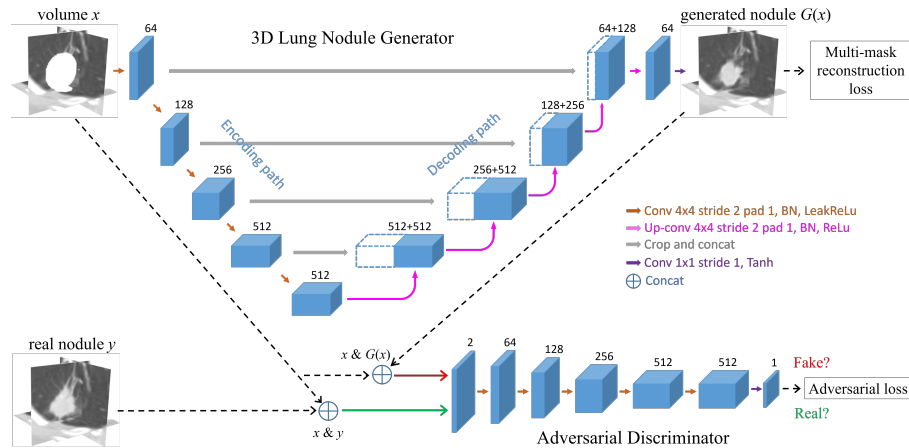 volume x
3D Lung Nodule Generator
generated nodule G(x)
64
64+128
64
Multi-mask
reconstruction
loss
128
128+256
Encoding path
Decoding path
256
256+512
512
512+512
512
Conv 4x4 stride 2 pad 1, BN, LeakReLu
Up-conv 4x4 stride 2 pad 1, BN, ReLu
Crop and concat
Conv 1x1 stride 1, Tanh
Concat
real nodule y
x & G(x)
x & y
2
64
128
256
512
512
1
Fake?
Adversarial loss
Real?
Adversarial Discriminator